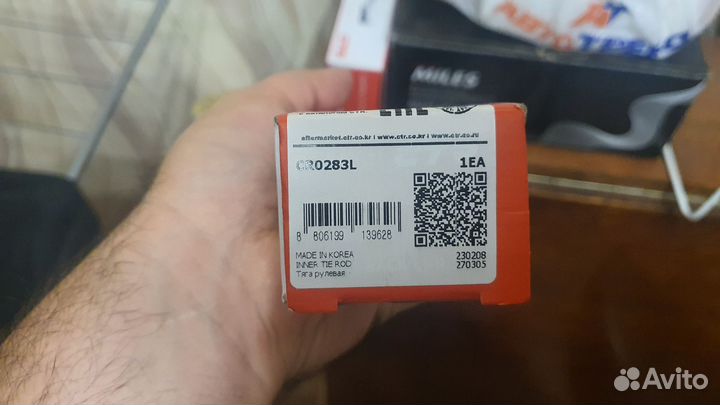 MILES
aftermarket.ctr.co.kr | www.ctr.co.kr | www.ctr.co.ru
CR0283L 1EA
8 806199 139628
MADE IN KOREA 230208
INNER TIE ROD 270305
Тяга рулевая
Avito